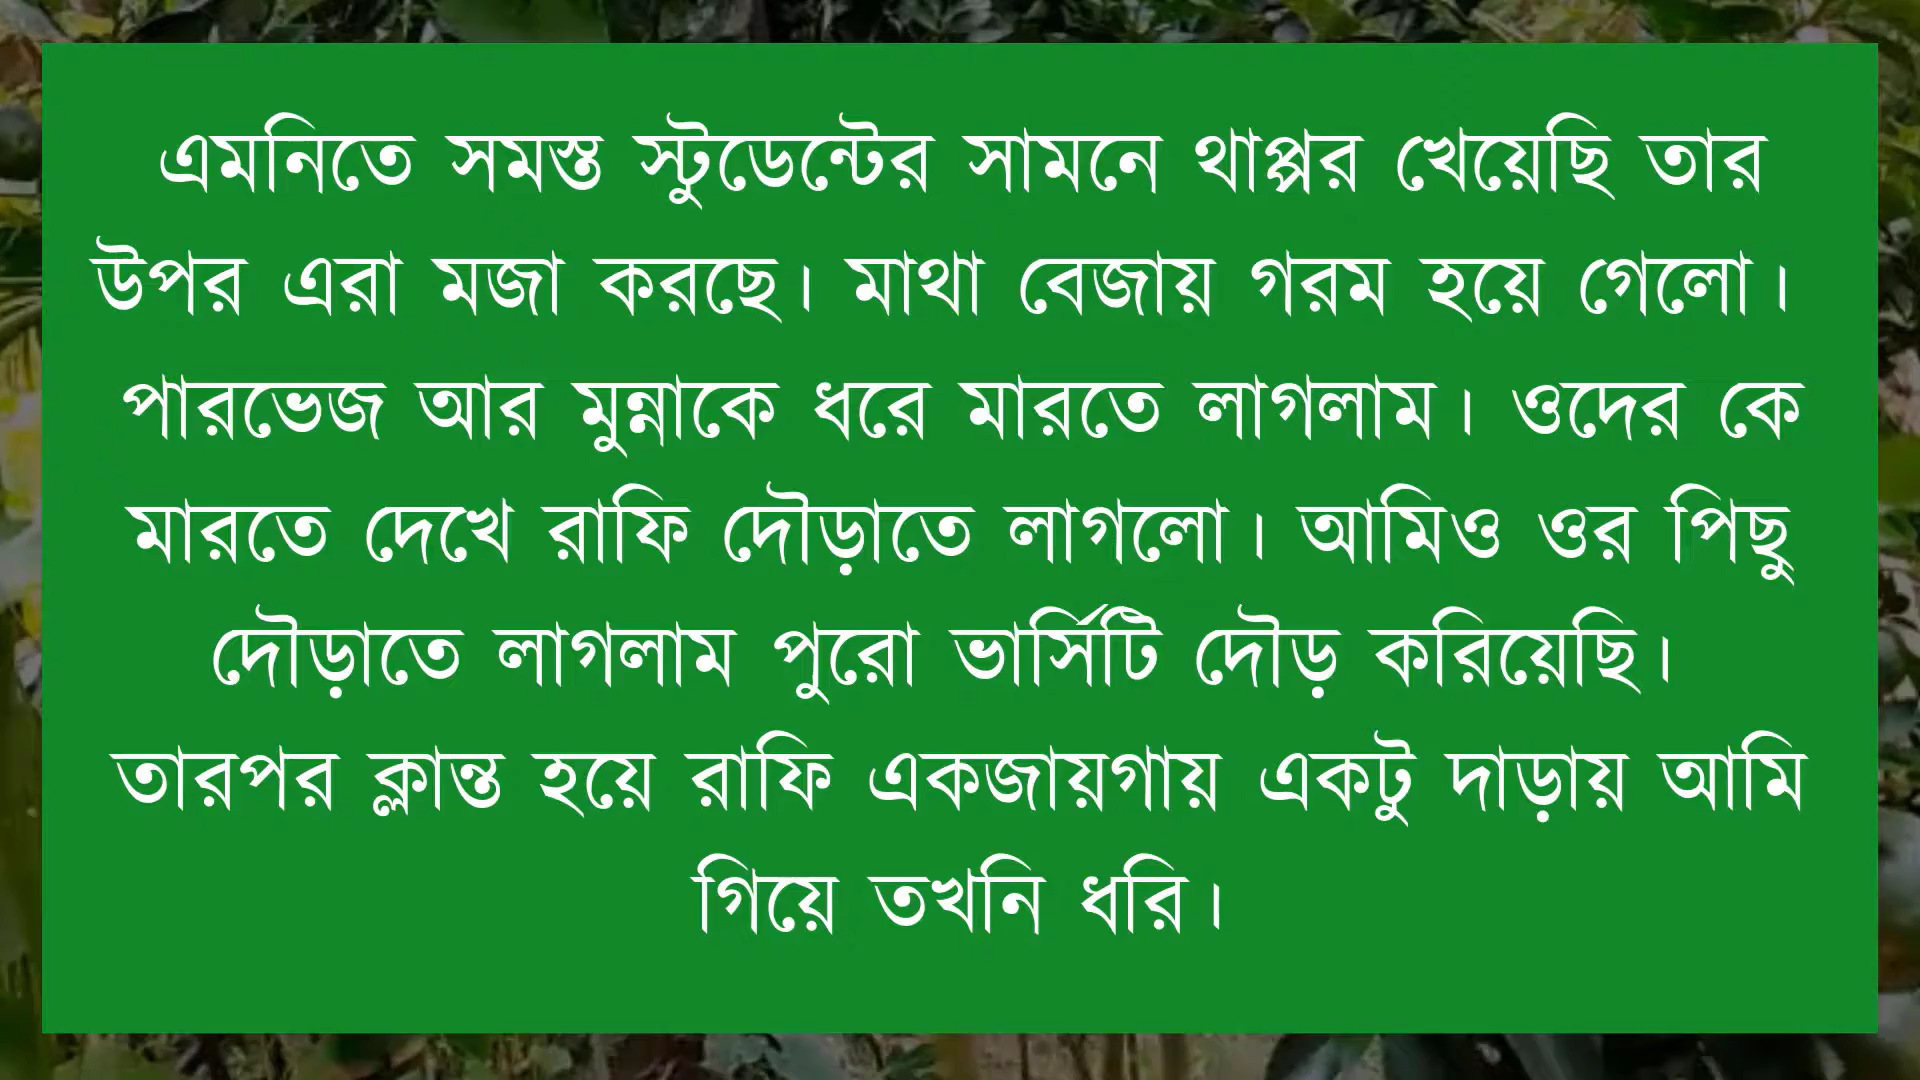 এমনিতে সমস্ত স্টুডেন্টের সামনে থাপ্পর খেয়েছি তার
উপর এরা মজা করছে। মাথা বেজায় গরম হয়ে গেলো।
পারভেজ আর মুন্নাকে ধরে মারতে লাগলাম। ওদের কে
মারতে দেখে রাফি দৌড়াতে লাগলো। আমিও ওর পিছু
দৌড়াতে লাগলাম পুরো ভার্সিটি দৌড় করিয়েছি।
তারপর ক্লান্ত হয়ে রাফি একজায়গায় একটু দাড়ায় আমি
গিয়ে তখনি ধরি।